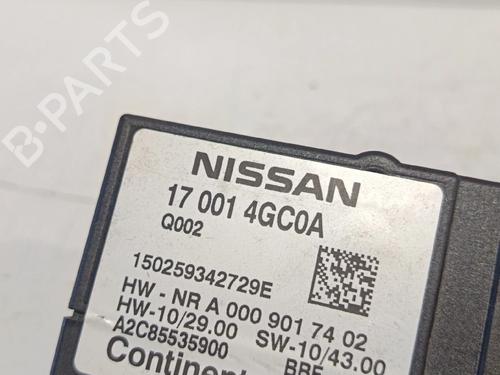 B-PARTS
NISSAN
17 001 4GC0A
Q002
150259342729E
HW - NR A 000 901 74 02
HW-10/29.00 SW-10/43.00
A2C85535900